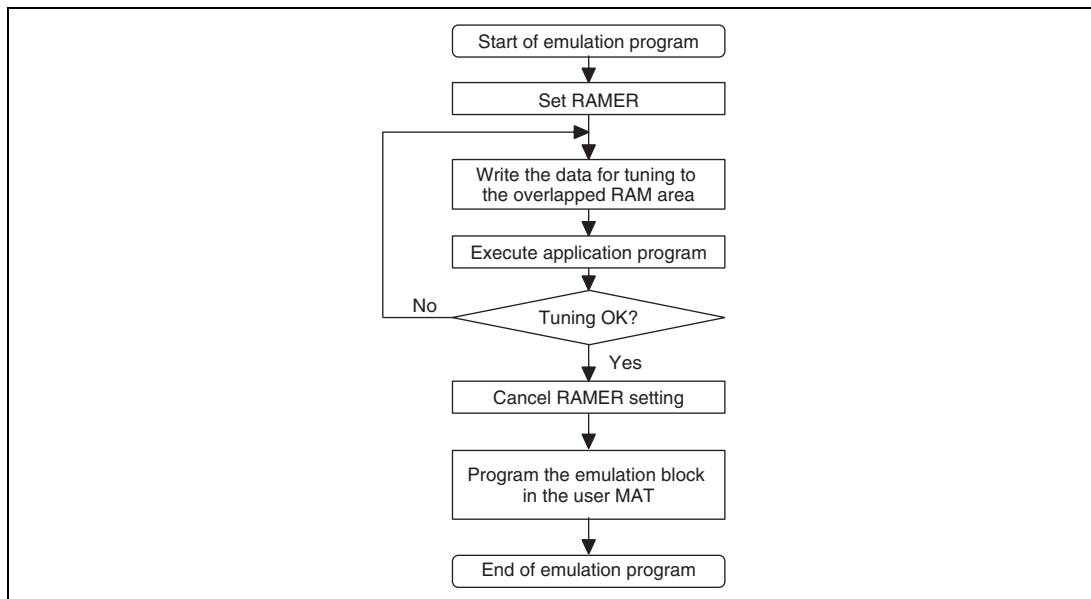 Start of emulation program
Set RAMER
Write the data for tuning to
the overlapped RAM area
Execute application program
No
Tuning OK?
Yes
Cancel RAMER setting
Program the emulation block
in the user MAT
End of emulation program